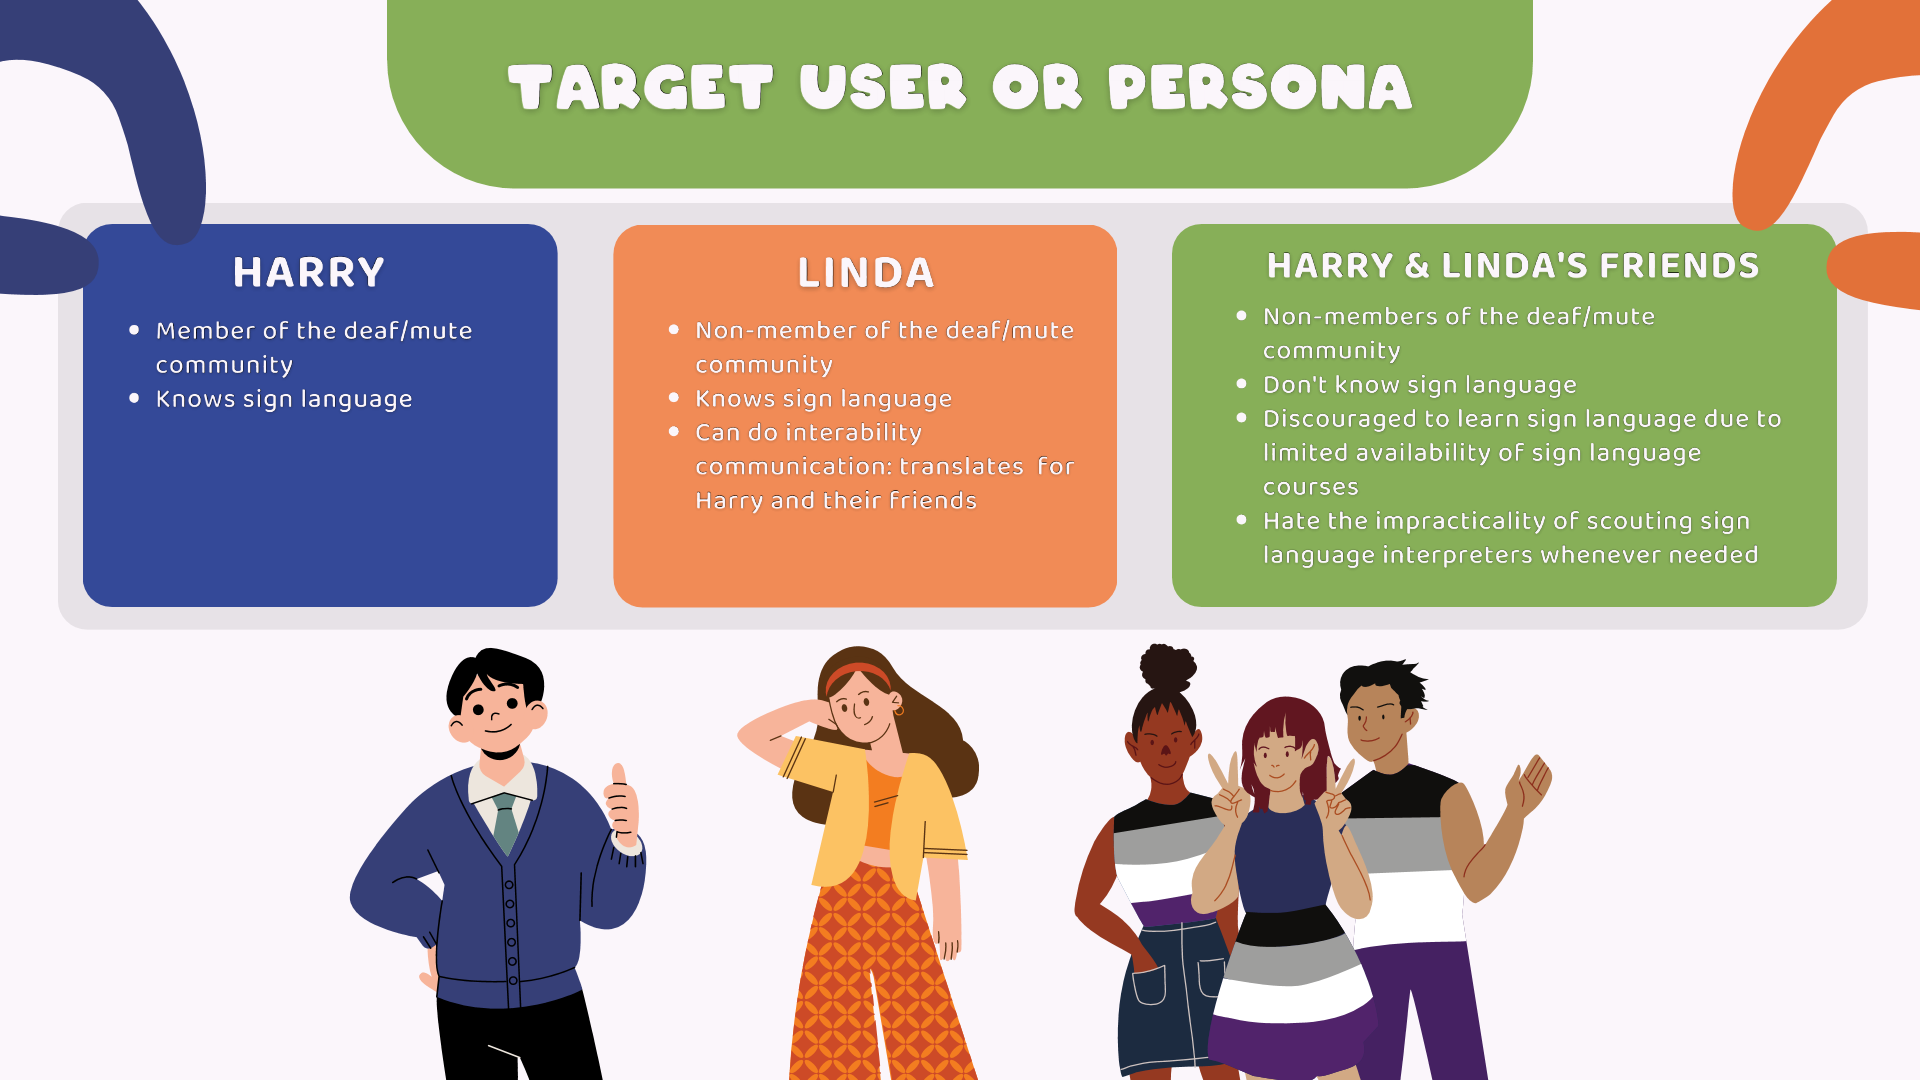 TARGET USER OR PERSONA
HARRY
• Member of the deaf/mute
community
• Knows sign language
LINDA
• Non-member of the deaf/mute
community
• Knows sign language
• Can do interability
communication: translates for
Harry and their friends
HARRY & LINDA'S FRIENDS
• Non-members of the deaf/mute
community
• Don't know sign language
• Discouraged to learn sign language due to
limited availability of sign language
courses
• Hate the impracticality of scouting sign
language interpreters whenever needed